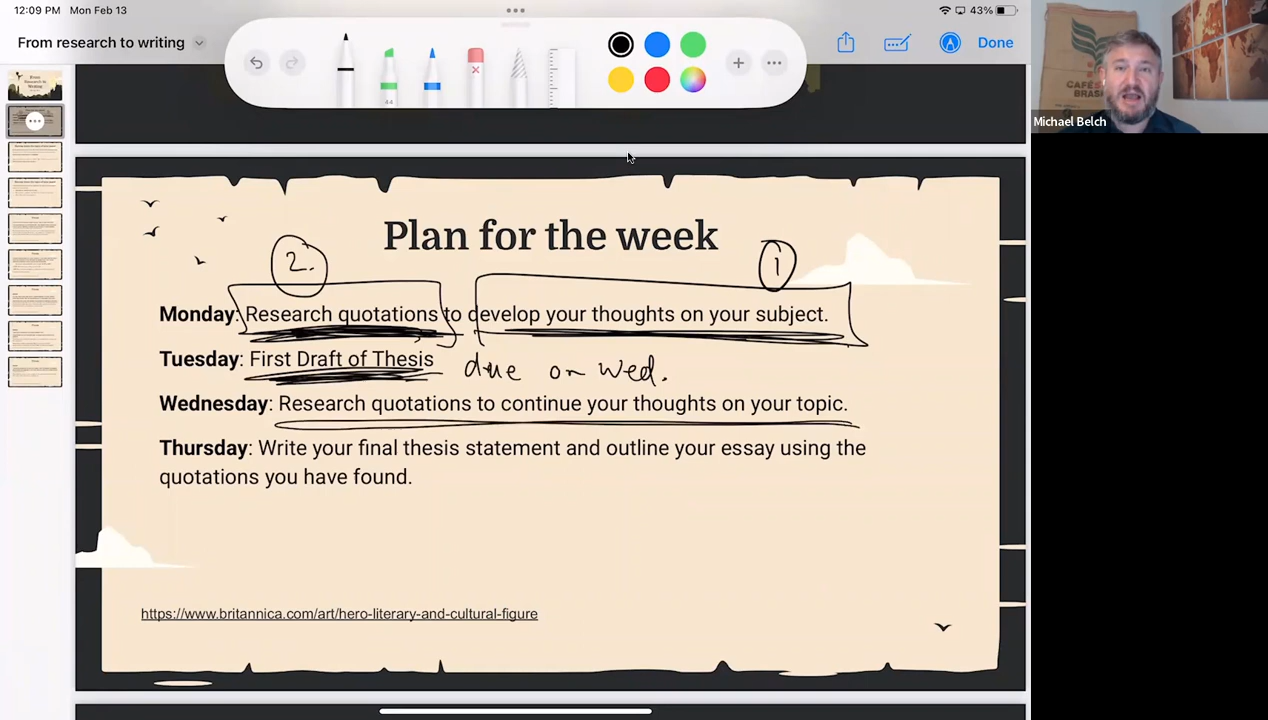 12:09 PM Mon Feb 13
43%
From research to writing
Done
44
Michael Belch
Plan for the week
2.
1
Monday: Research quotations to develop your thoughts on your subject.
Tuesday: First Draft of Thesis due on wed.
Wednesday: Research quotations to continue your thoughts on your topic.
Thursday: Write your final thesis statement and outline your essay using the
quotations you have found.
https://www.britannica.com/art/hero-literary-and-cultural-figure